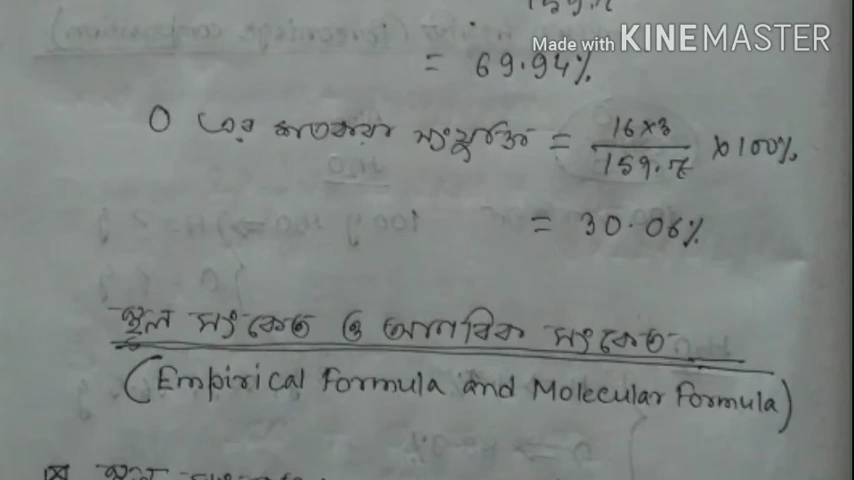 Made with KINEMASTER
= 69.94%
O এর শতকরা সংযুতি = 16×3 / 159.7 × 100%
= 30.06%
স্থূল সংকেত ও আণবিক সংকেত
(Empirical Formula and Molecular Formula)